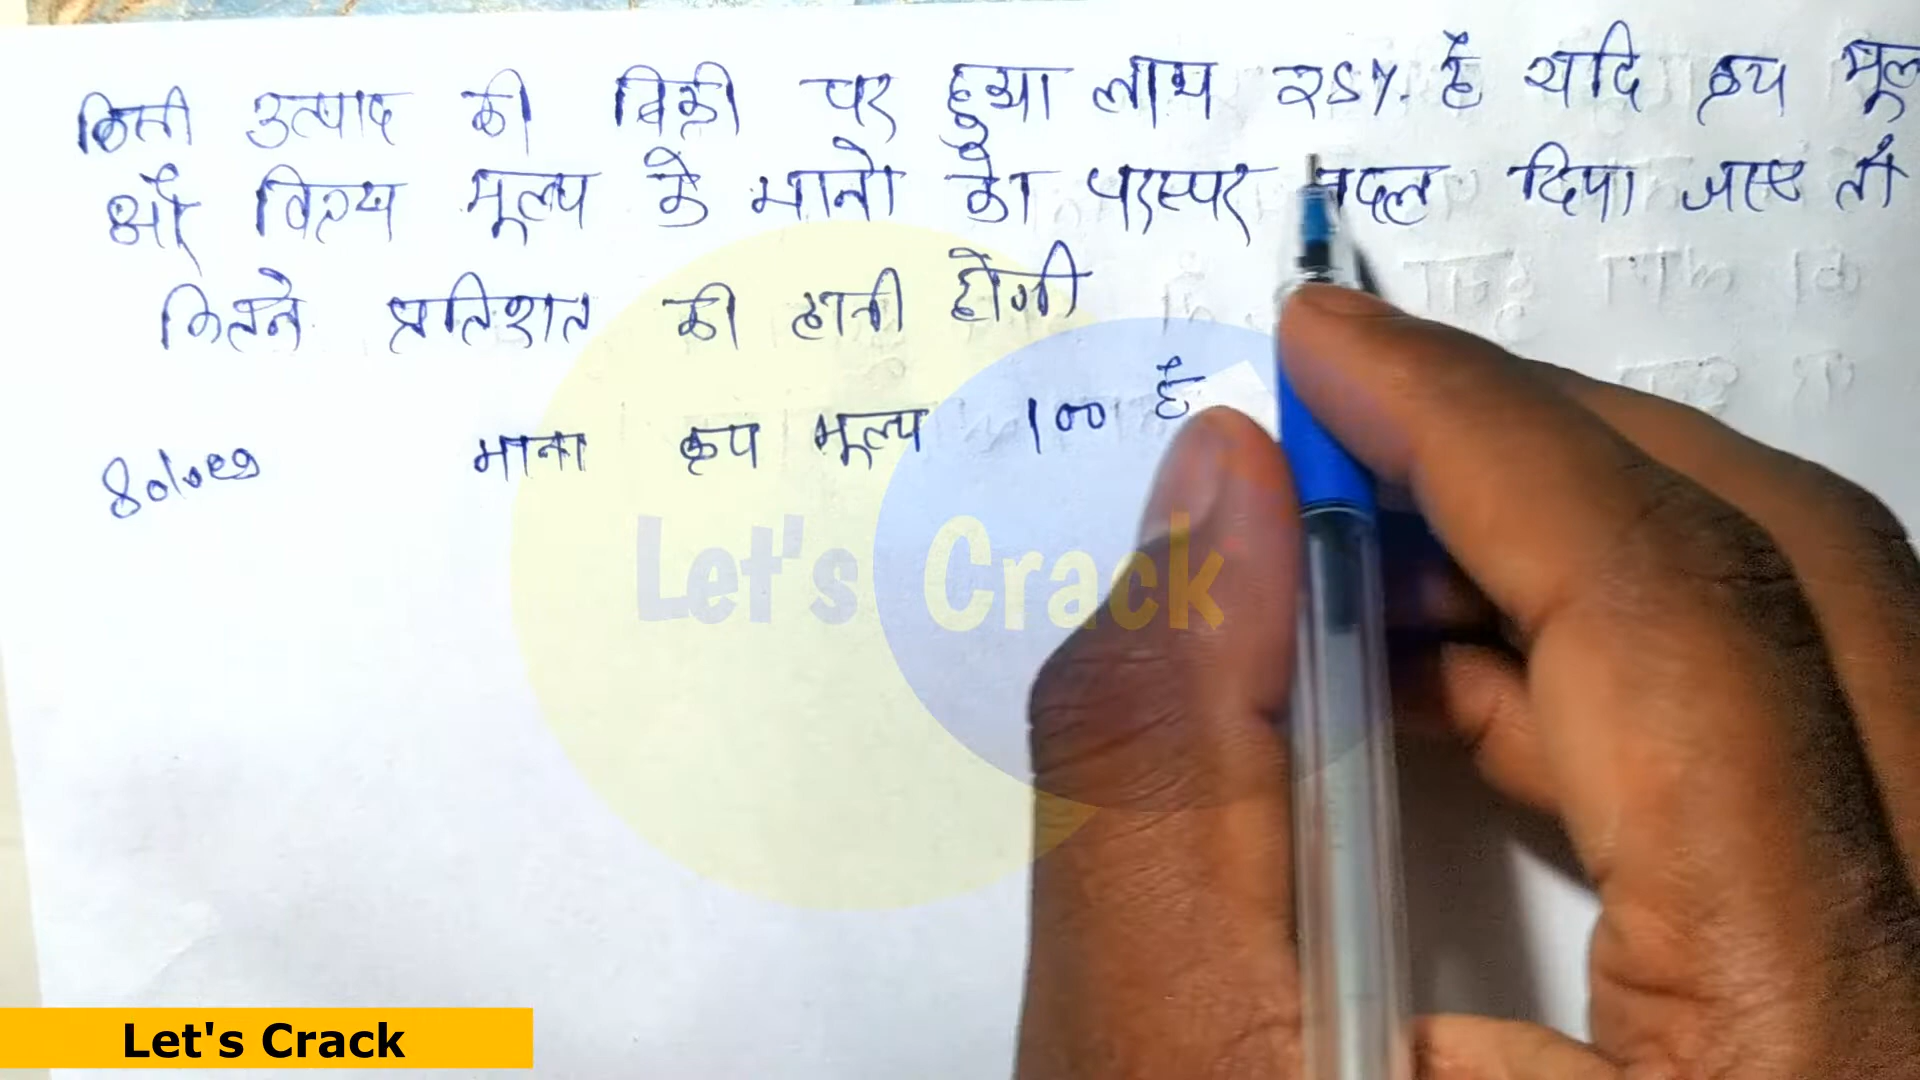 किसी उत्पाद की बिक्री पर हुआ लाभ 25% है यदि क्रय मूल
और विक्रय मूल्य के मानो को परस्पर बदल दिया जाए तो
कितने प्रतिशत की हानी होगी
माना क्रय मूल्य 100 है
Let's Crack
Let's Crack